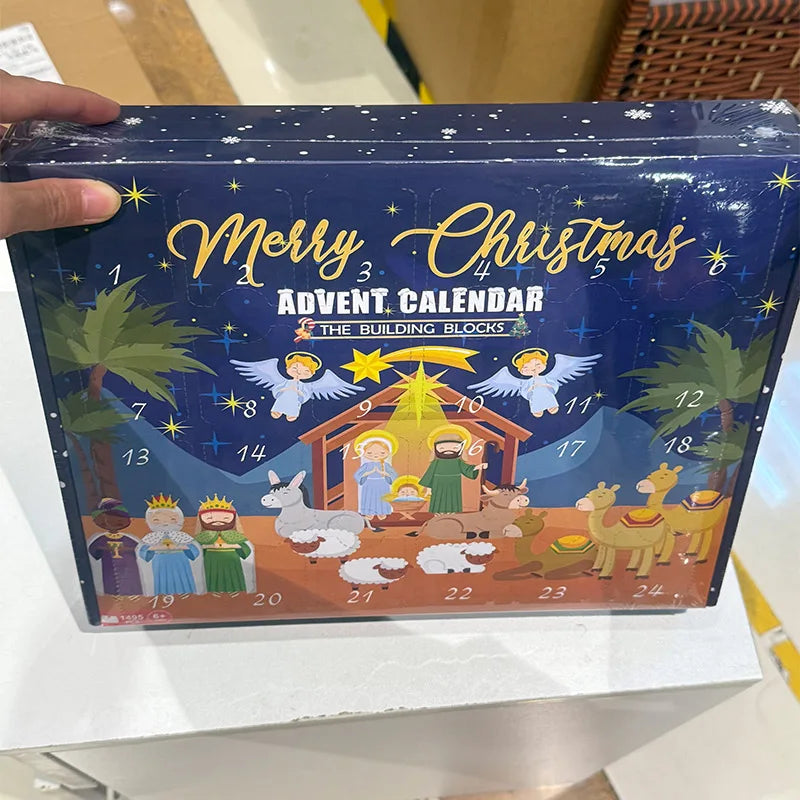 Merry Christmas
1 2 3 4 5 6
ADVENT CALENDAR
THE BUILDING BLOCKS
7 8 9 10 11 12
13 14 15 16 17 18
19 20 21 22 23 24
1495 6+